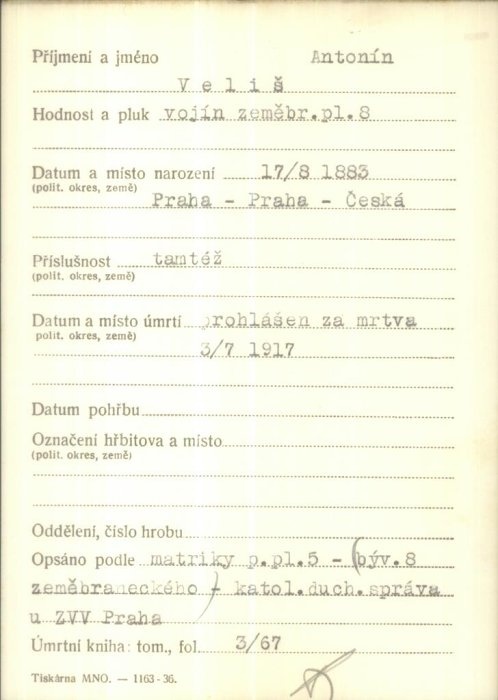 Příjmení a jméno Antonín
Veliš
Hodnost a pluk vojín zeměbr.pl.8
Datum a místo narození 17/8 1883
(polit. okres, země)
Praha - Praha - Česká
Příslušnost tamtéž
(polit. okres, země)
Datum a místo úmrtí prohlášen za mrtva
polit. okres, země)
3/7 1917
Datum pohřbu
Označení hřbitova a místo
(polit. okres, země)
Oddělení, číslo hrobu
Opsáno podle matriky p.pl.5 - (býv.8
zeměbraneckého) - katol.duch.správa
u ZVV Praha
Úmrtní kniha: tom., fol. 3/67
Tiskárna MNO. — 1163-36.